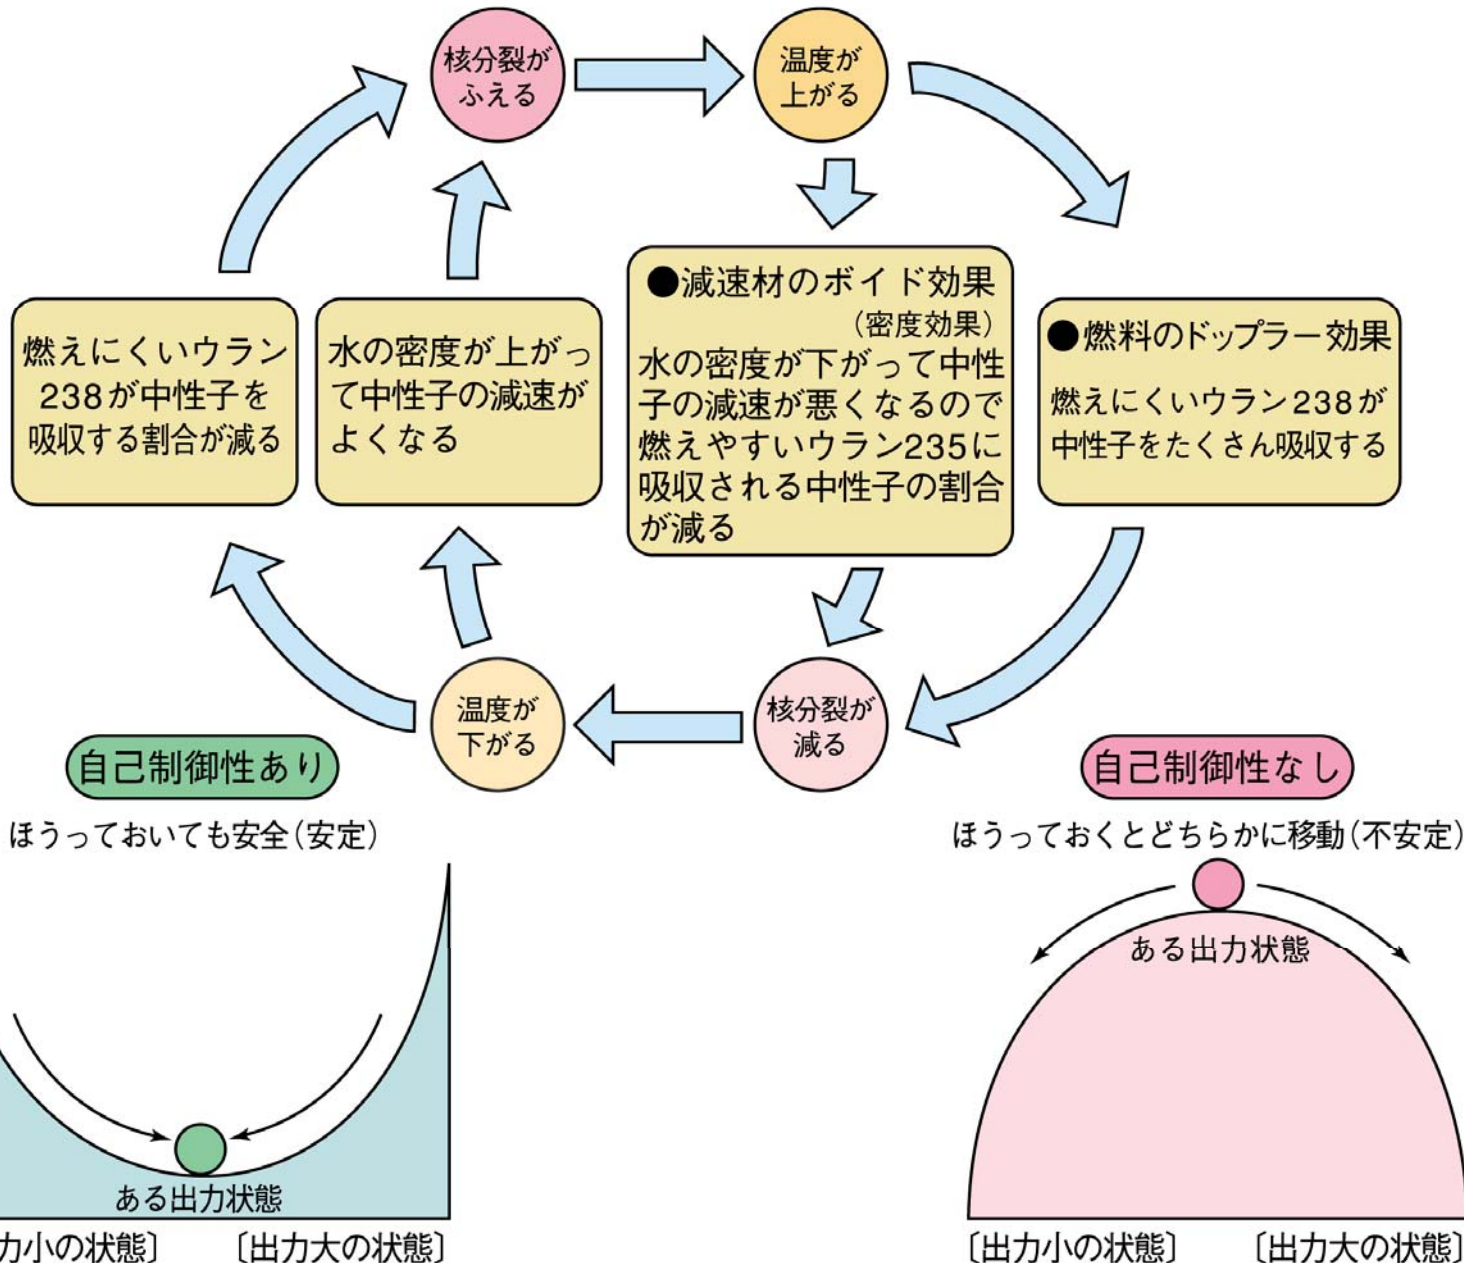 核分裂が
ふえる
温度が
上がる
燃えにくいウラン
238が中性子を
吸収する割合が減る
水の密度が上がっ
て中性子の減速が
よくなる
●減速材のボイド効果
（密度効果）
水の密度が下がって中性
子の減速が悪くなるので
燃えやすいウラン235に
吸収される中性子の割合
が減る
●燃料のドップラー効果
燃えにくいウラン238が
中性子をたくさん吸収する
温度が
下がる
核分裂が
減る
自己制御性あり
ほうっておいても安全（安定）
ある出力状態
力小の状態〕
〔出力大の状態〕
自己制御性なし
ほうっておくとどちらかに移動（不安定）
ある出力状態
〔出力小の状態〕
〔出力大の状態〕